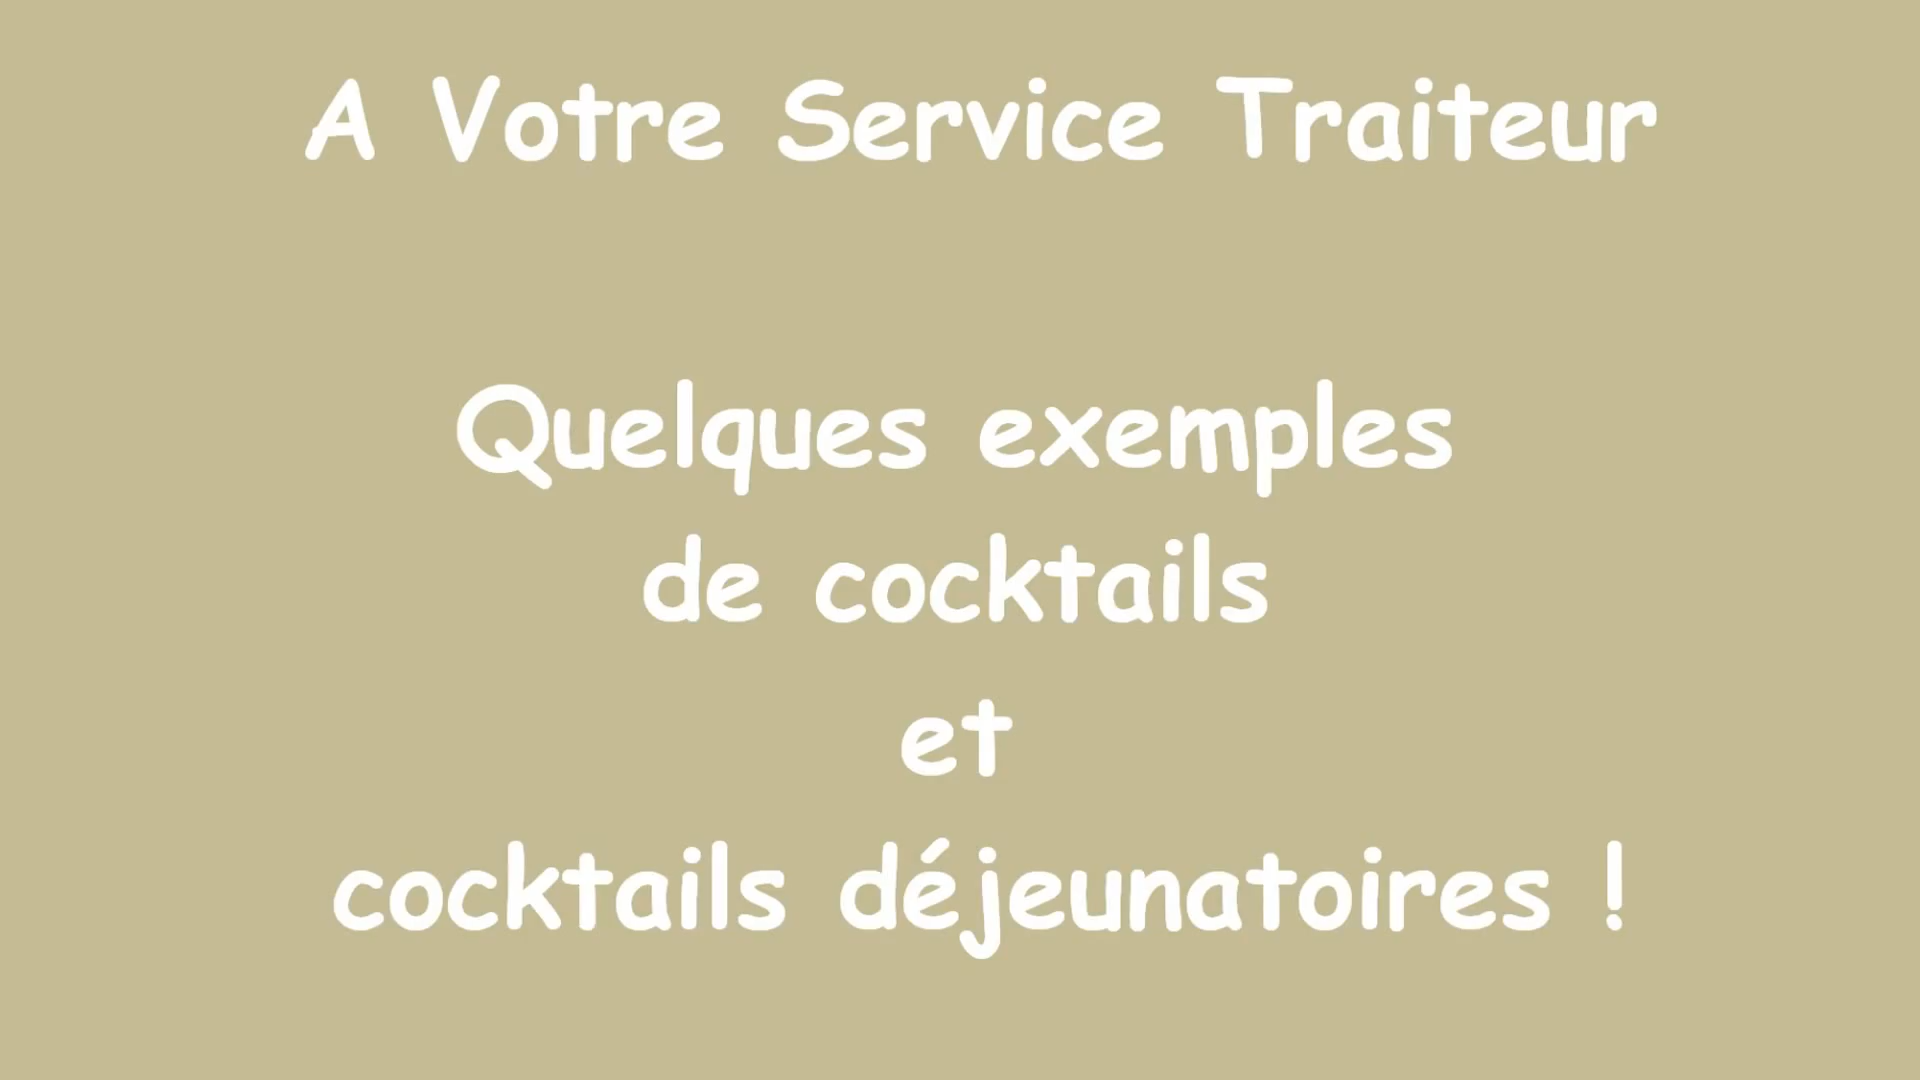 A Votre Service Traiteur
Quelques exemples
de cocktails
et
cocktails déjeunatoires !